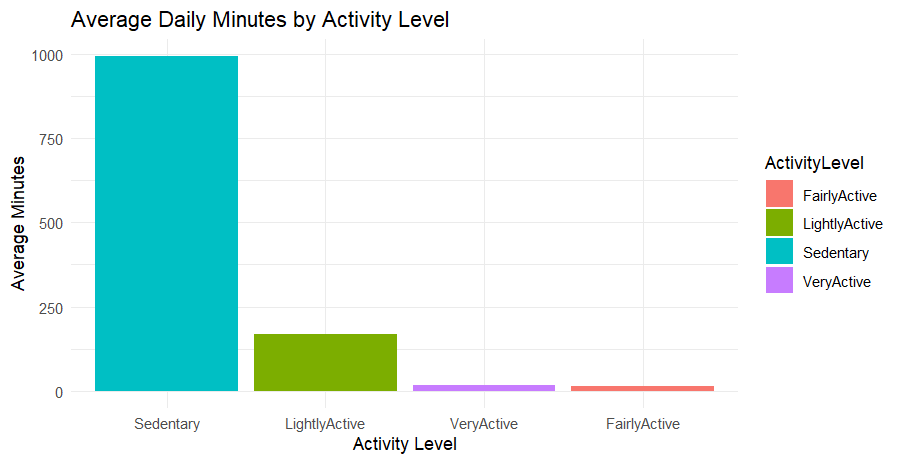 Average Daily Minutes by Activity Level
Average Minutes
1000
750
500
250
0
Sedentary
LightlyActive
VeryActive
FairlyActive
Activity Level
ActivityLevel
FairlyActive
LightlyActive
Sedentary
VeryActive